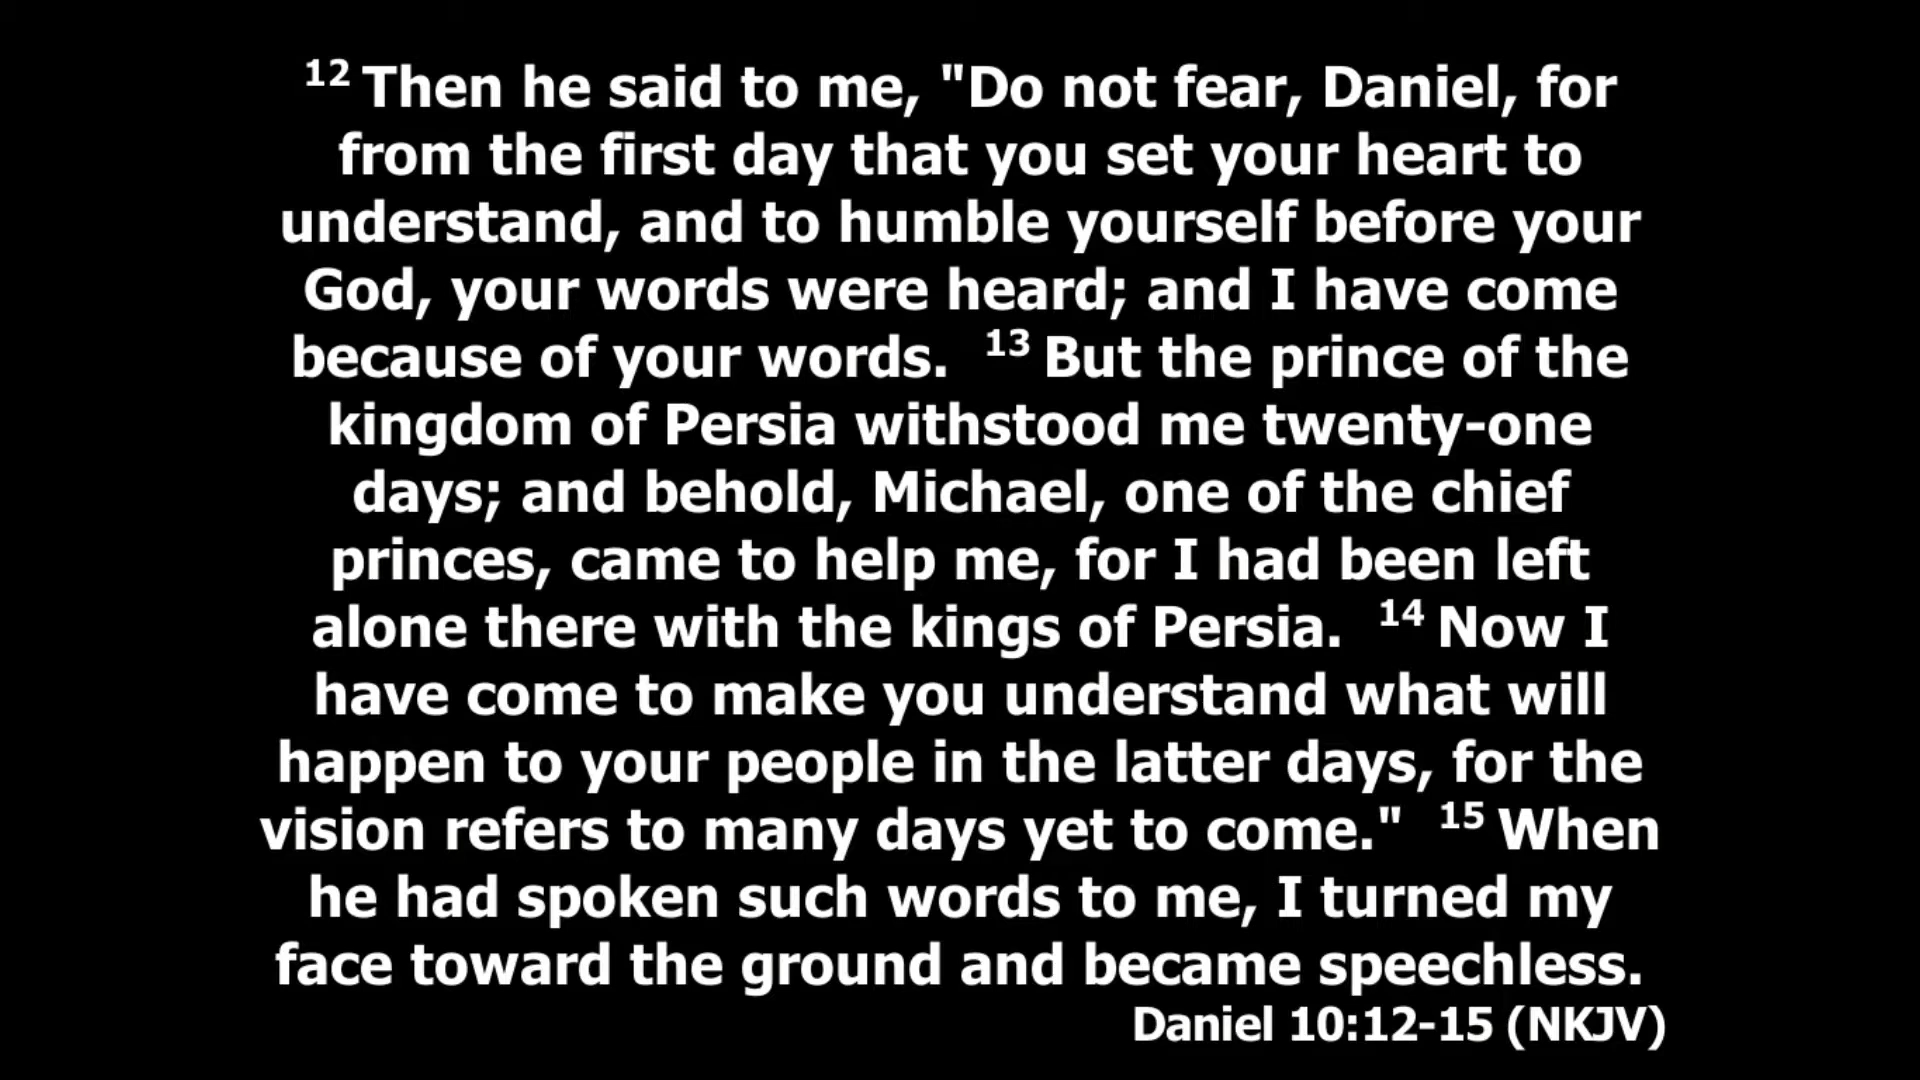 12 Then he said to me, "Do not fear, Daniel, for
from the first day that you set your heart to
understand, and to humble yourself before your
God, your words were heard; and I have come
because of your words.  13 But the prince of the
kingdom of Persia withstood me twenty-one
days; and behold, Michael, one of the chief
princes, came to help me, for I had been left
alone there with the kings of Persia.  14 Now I
have come to make you understand what will
happen to your people in the latter days, for the
vision refers to many days yet to come."  15 When
he had spoken such words to me, I turned my
face toward the ground and became speechless.
Daniel 10:12-15 (NKJV)